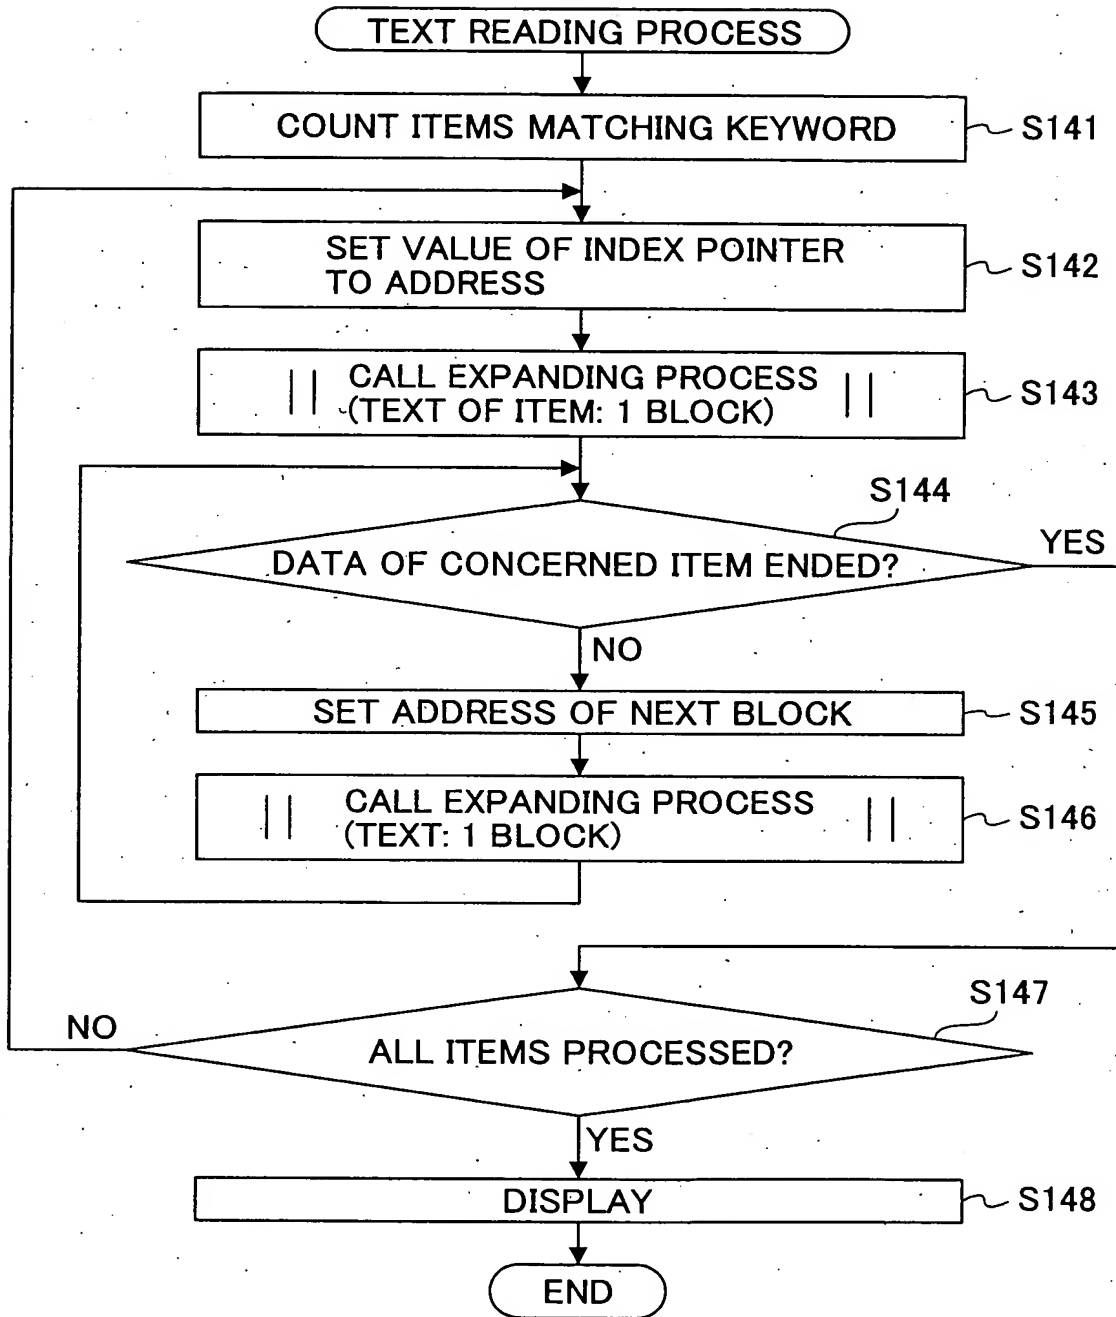 TEXT READING PROCESS
COUNT ITEMS MATCHING KEYWORD
S141
SET VALUE OF INDEX POINTER
TO ADDRESS
S142
CALL EXPANDING PROCESS
(TEXT OF ITEM: 1 BLOCK)
S143
S144
DATA OF CONCERNED ITEM ENDED?
YES
NO
SET ADDRESS OF NEXT BLOCK
S145
CALL EXPANDING PROCESS
(TEXT: 1 BLOCK)
S146
S147
NO
ALL ITEMS PROCESSED?
YES
DISPLAY
S148
END